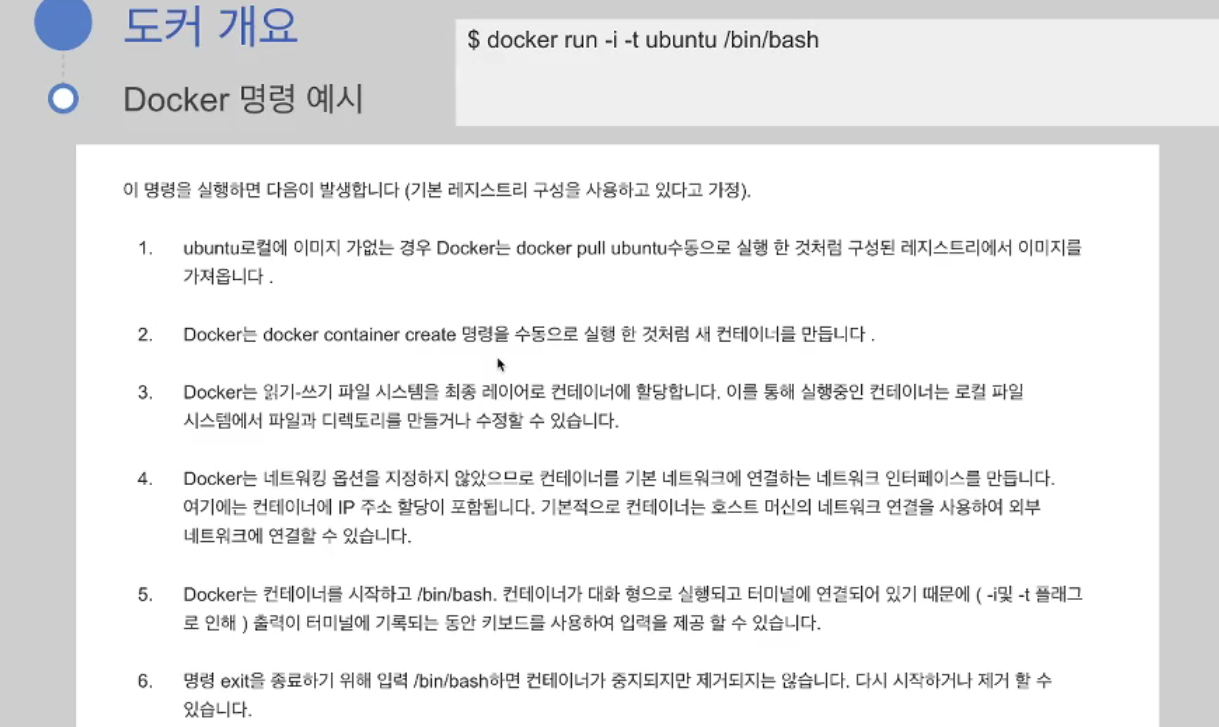 도커 개요
$ docker run -i -t ubuntu /bin/bash
Docker 명령 예시
이 명령을 실행하면 다음이 발생합니다 (기본 레지스트리 구성을 사용하고 있다고 가정).
1. ubuntu로컬에 이미지 가없는 경우 Docker는 docker pull ubuntu수동으로 실행 한 것처럼 구성된 레지스트리에서 이미지를
가져옵니다 .
2. Docker는 docker container create 명령을 수동으로 실행 한 것처럼 새 컨테이너를 만듭니다 .
3. Docker는 읽기-쓰기 파일 시스템을 최종 레이어로 컨테이너에 할당합니다. 이를 통해 실행중인 컨테이너는 로컬 파일
시스템에서 파일과 디렉토리를 만들거나 수정할 수 있습니다.
4. Docker는 네트워킹 옵션을 지정하지 않았으므로 컨테이너를 기본 네트워크에 연결하는 네트워크 인터페이스를 만듭니다.
여기에는 컨테이너에 IP 주소 할당이 포함됩니다. 기본적으로 컨테이너는 호스트 머신의 네트워크 연결을 사용하여 외부
네트워크에 연결할 수 있습니다.
5. Docker는 컨테이너를 시작하고 /bin/bash. 컨테이너가 대화 형으로 실행되고 터미널에 연결되어 있기 때문에 ( -i및 -t 플래그
로 인해 ) 출력이 터미널에 기록되는 동안 키보드를 사용하여 입력을 제공 할 수 있습니다.
6. 명령 exit을 종료하기 위해 입력 /bin/bash하면 컨테이너가 중지되지만 제거되지는 않습니다. 다시 시작하거나 제거 할 수
있습니다.